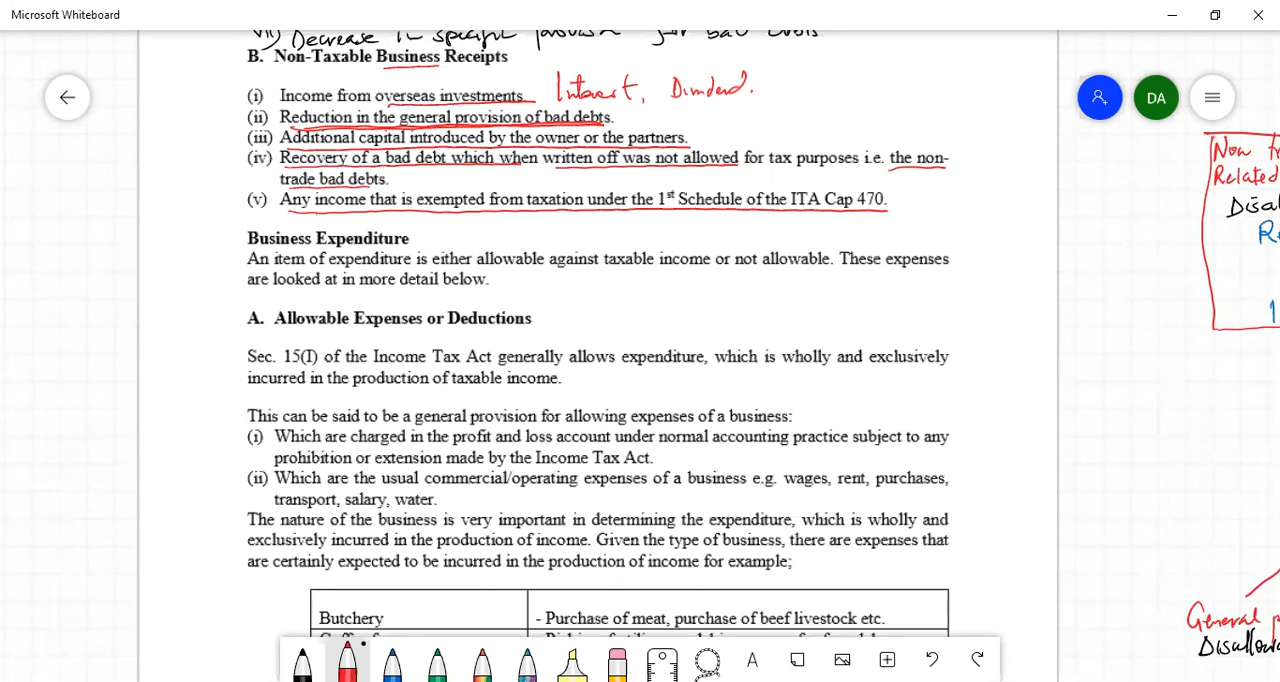 Microsoft Whiteboard
vii) Decrease in specific provision for bad debts
B. Non-Taxable Business Receipts
(i) Income from overseas investments. Interest, Dividend.
(ii) Reduction in the general provision of bad debts.
(iii) Additional capital introduced by the owner or the partners.
(iv) Recovery of a bad debt which when written off was not allowed for tax purposes i.e. the non-
trade bad debts.
(v) Any income that is exempted from taxation under the 1st Schedule of the ITA Cap 470.
Business Expenditure
An item of expenditure is either allowable against taxable income or not allowable. These expenses
are looked at in more detail below.
A. Allowable Expenses or Deductions
Sec. 15(I) of the Income Tax Act generally allows expenditure, which is wholly and exclusively
incurred in the production of taxable income.
This can be said to be a general provision for allowing expenses of a business:
(i) Which are charged in the profit and loss account under normal accounting practice subject to any
prohibition or extension made by the Income Tax Act.
(ii) Which are the usual commercial/operating expenses of a business e.g. wages, rent, purchases,
transport, salary, water.
The nature of the business is very important in determining the expenditure, which is wholly and
exclusively incurred in the production of income. Given the type of business, there are expenses that
are certainly expected to be incurred in the production of income for example;
Butchery - Purchase of meat, purchase of beef livestock etc.
DA
Non
Related
General
A